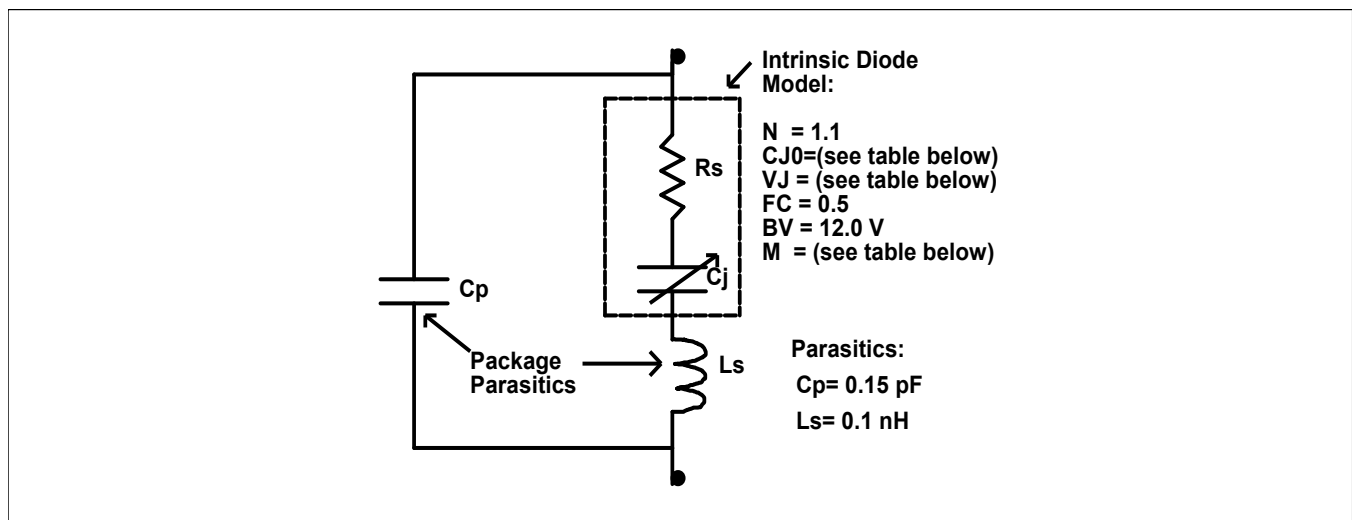 Intrinsic Diode
Model:
N = 1.1
CJ0=(see table below)
VJ = (see table below)
FC = 0.5
BV = 12.0 V
M = (see table below)
Rs
Cj
Cp
Package
Parasitics
Ls
Parasitics:
Cp= 0.15 pF
Ls= 0.1 nH